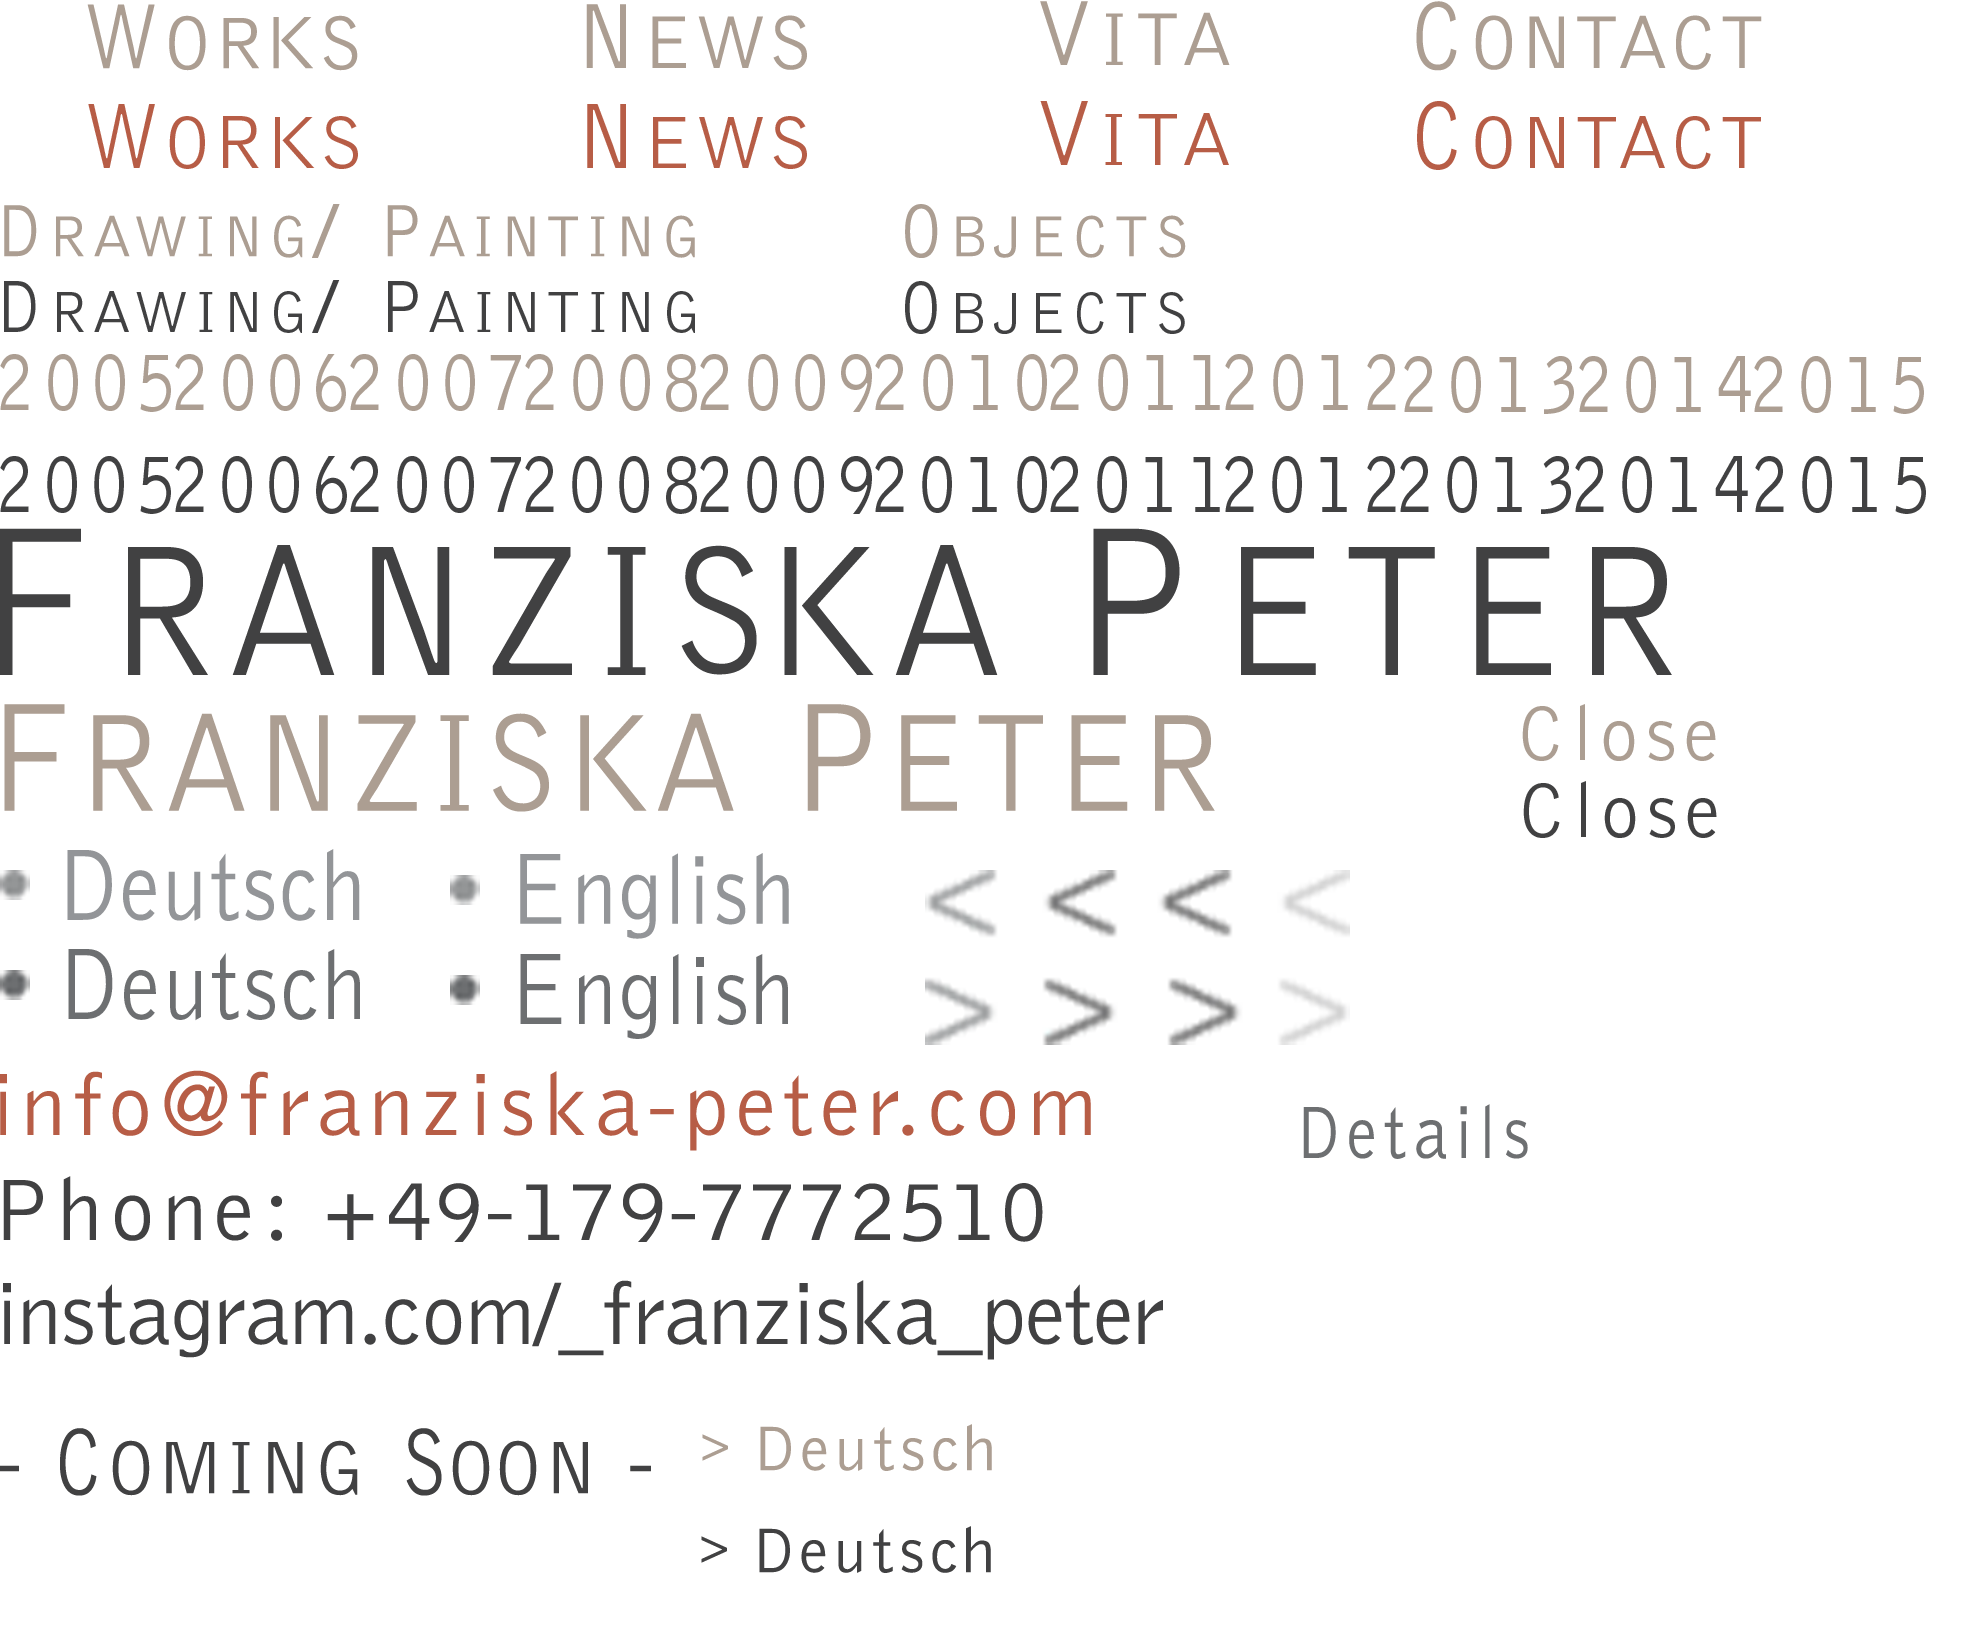 Works News Vita Contact
Works News Vita Contact
Drawing/ Painting Objects
Drawing/ Painting Objects
2005 2006 2007 2008 2009 2010 2011 2012 2013 2014 2015
2005 2006 2007 2008 2009 2010 2011 2012 2013 2014 2015
Franziska Peter
Franziska Peter Close
Close
• Deutsch • English < < < <
• Deutsch • English > > > >
info@franziska-peter.com
Details
Phone: +49-179-7772510
instagram.com/_franziska_peter
- Coming Soon - > Deutsch
> Deutsch